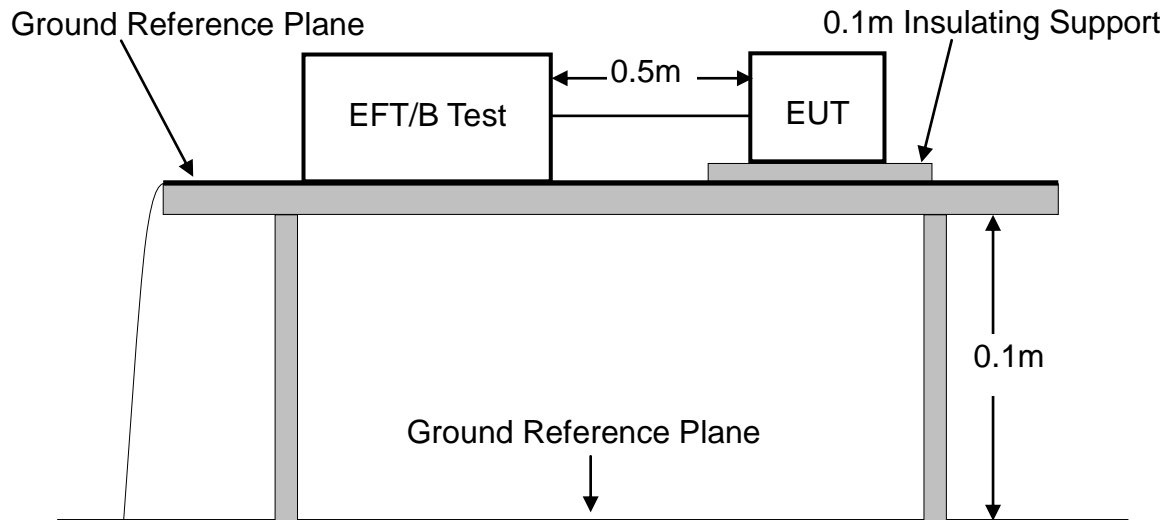 Ground Reference Plane
0.1m Insulating Support
0.5m
EFT/B Test
EUT
0.1m
Ground Reference Plane